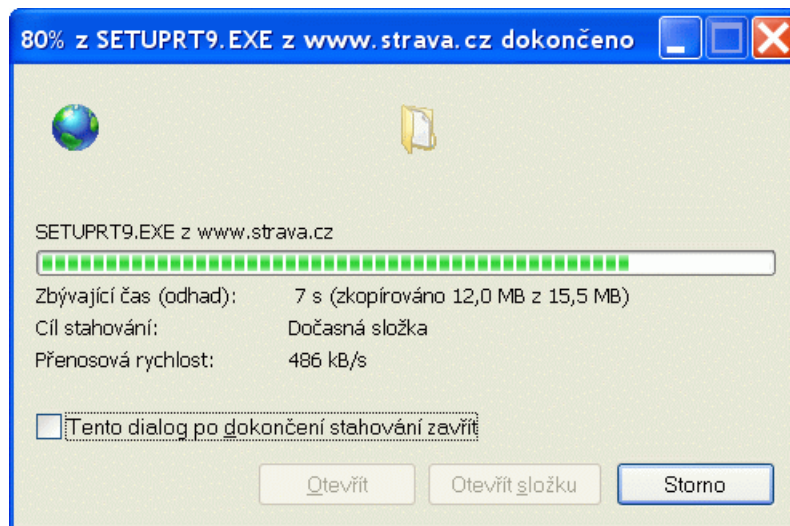 80% z SETUPRT9.EXE z www.strava.cz dokončeno
SETUPRT9.EXE z www.strava.cz
Zbývající čas (odhad): 7 s (zkopírováno 12,0 MB z 15,5 MB)
Cíl stahování: Dočasná složka
Přenosová rychlost: 486 kB/s
Tento dialog po dokončení stahování zavřít
Otevřít Otevřít složku Storno